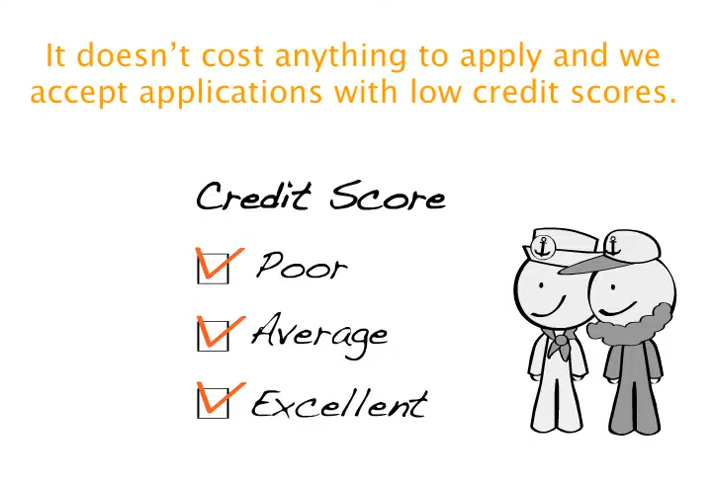 It doesn't cost anything to apply and we
accept applications with low credit scores.
Credit Score
Poor
Average
Excellent